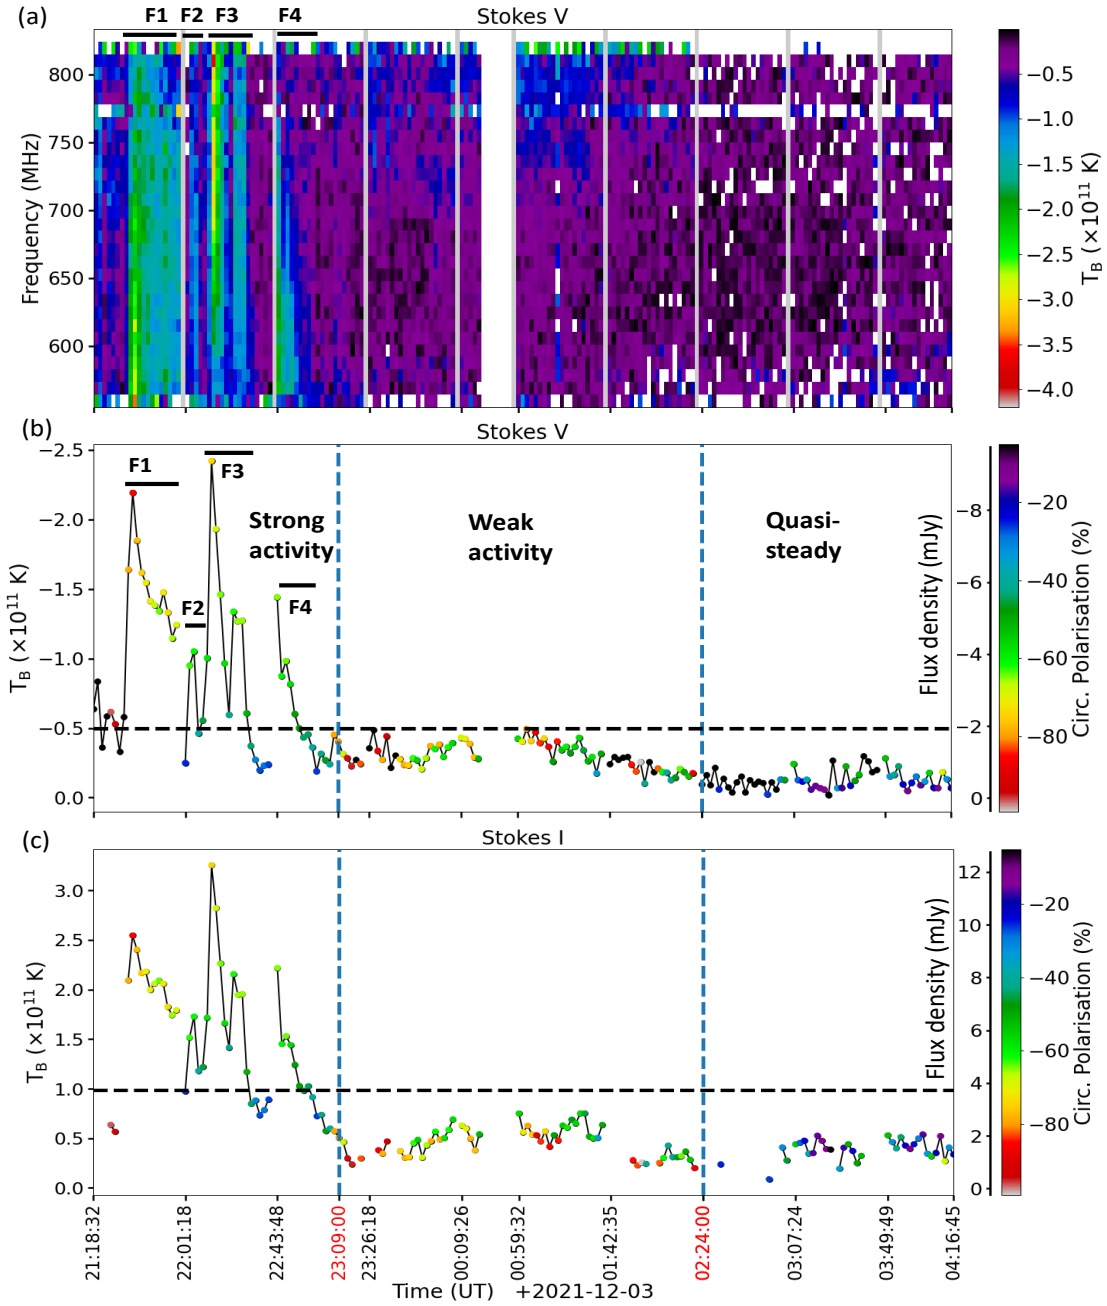 (a)
F1 F2 F3 F4
Stokes V
Frequency (MHz)
800
750
700
650
600
−0.5
−1.0
−1.5
−2.0
−2.5
−3.0
−3.5
−4.0
T_B (×10^11 K)
(b)
Stokes V
−2.5
−2.0
−1.5
−1.0
−0.5
0.0
T_B (×10^11 K)
F1
F2
F3
F4
Strong
activity
Weak
activity
Quasi-
steady
Flux density (mJy)
−8
−6
−4
−2
0
−20
−40
−60
−80
Circ. Polarisation (%)
(c)
Stokes I
3.0
2.5
2.0
1.5
1.0
0.5
0.0
T_B (×10^11 K)
Flux density (mJy)
12
10
8
6
4
2
0
−20
−40
−60
−80
Circ. Polarisation (%)
21:18:32
22:01:18
22:43:48
23:09:00
23:26:18
00:09:26
00:59:32
01:42:35
02:24:00
03:07:24
03:49:49
04:16:45
Time (UT) +2021-12-03